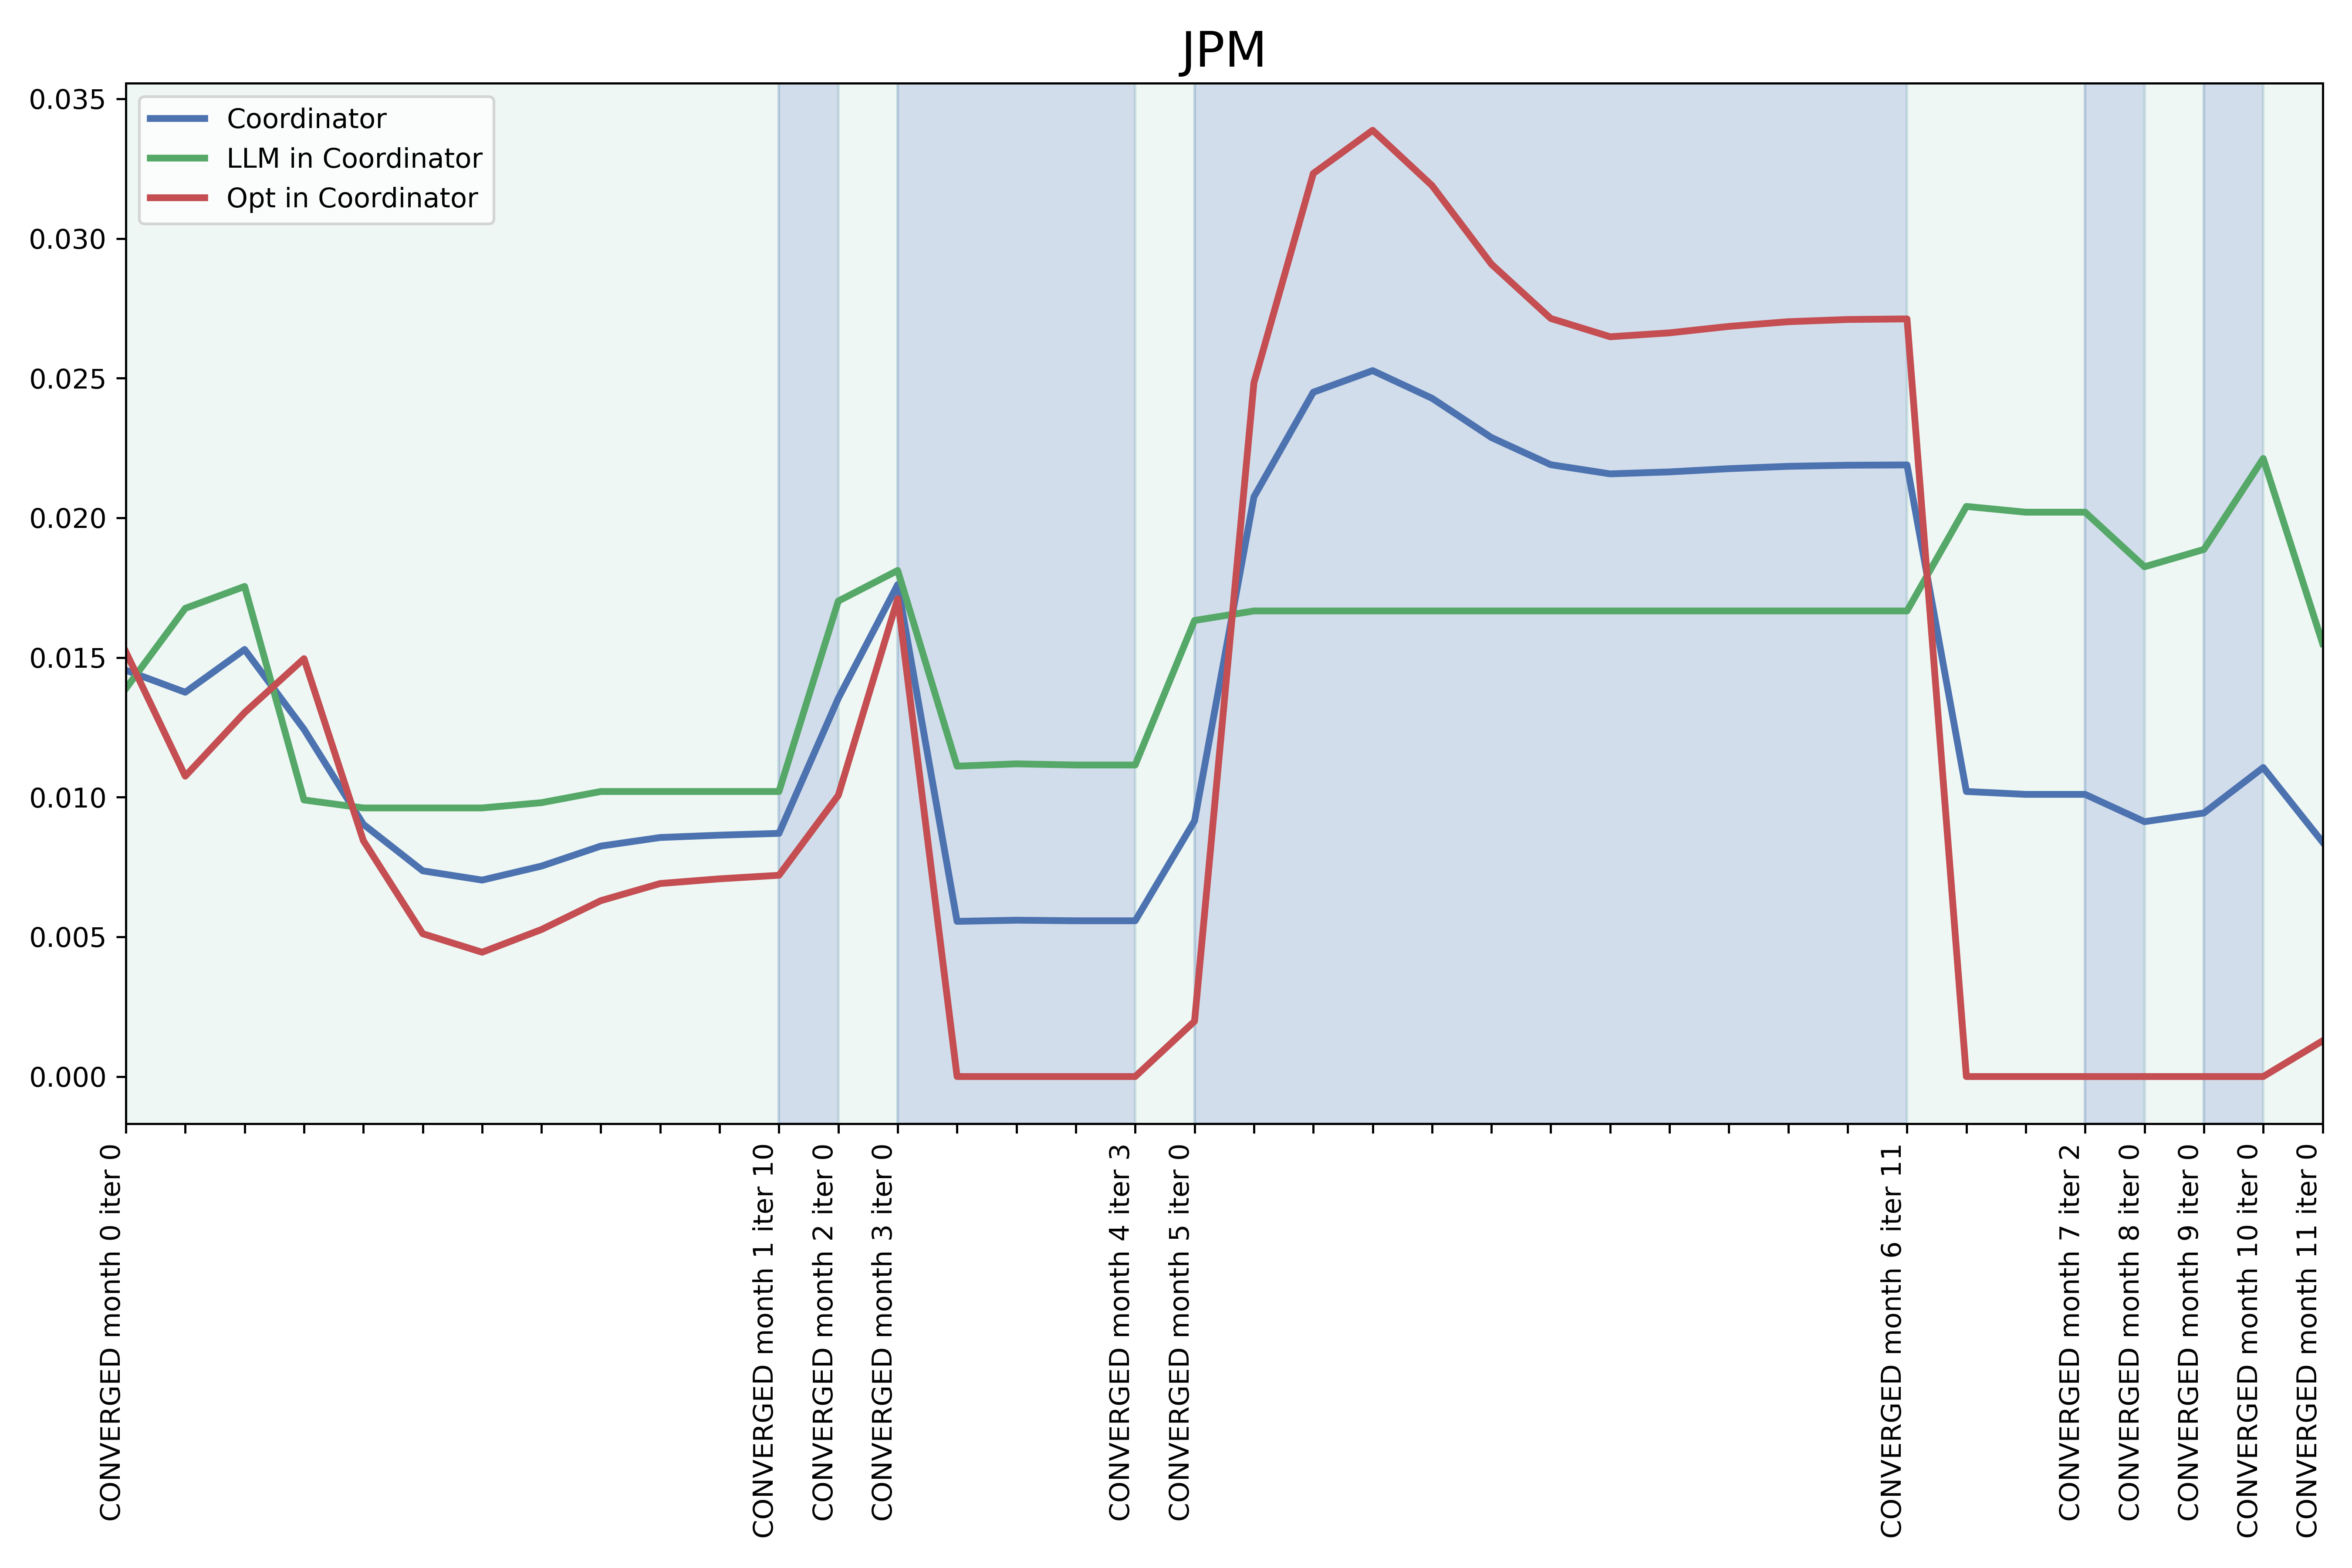 JPM
0.035
0.030
0.025
0.020
0.015
0.010
0.005
0.000
Coordinator
LLM in Coordinator
Opt in Coordinator
CONVERGED month 0 iter 0
CONVERGED month 1 iter 10
CONVERGED month 2 iter 0
CONVERGED month 3 iter 0
CONVERGED month 4 iter 3
CONVERGED month 5 iter 0
CONVERGED month 6 iter 11
CONVERGED month 7 iter 2
CONVERGED month 8 iter 0
CONVERGED month 9 iter 0
CONVERGED month 10 iter 0
CONVERGED month 11 iter 0